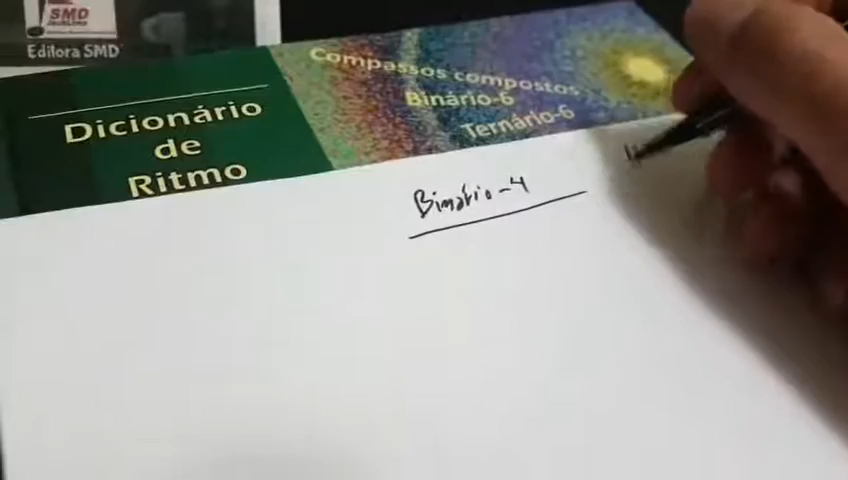 SMD
Editora SMD
Dicionário
de
Ritmo
Compassos compostos
Binário-6
Ternário-6
Binário-4